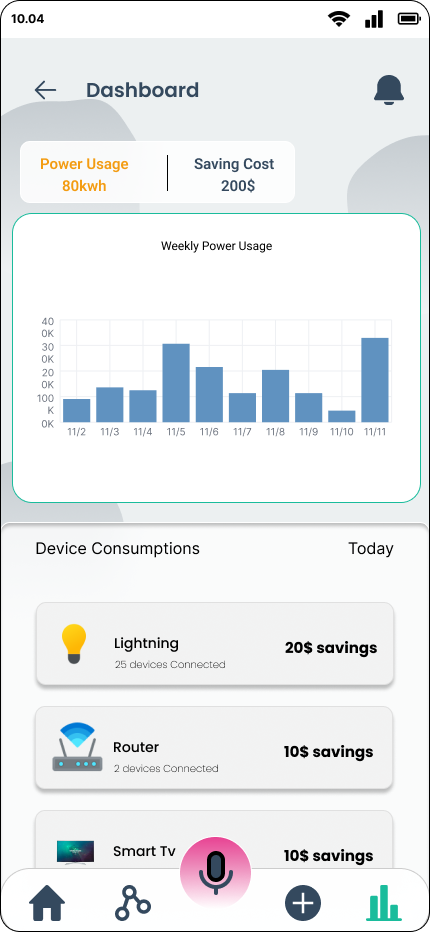 10.04
Dashboard
Power Usage
80kwh
Saving Cost
200$
Weekly Power Usage
40
0K
30
0K
20
0K
100
K
0K
11/2 11/3 11/4 11/5 11/6 11/7 11/8 11/9 11/10 11/11
Device Consumptions Today
Lightning
25 devices Connected
20$ savings
Router
2 devices Connected
10$ savings
Smart Tv
10$ savings